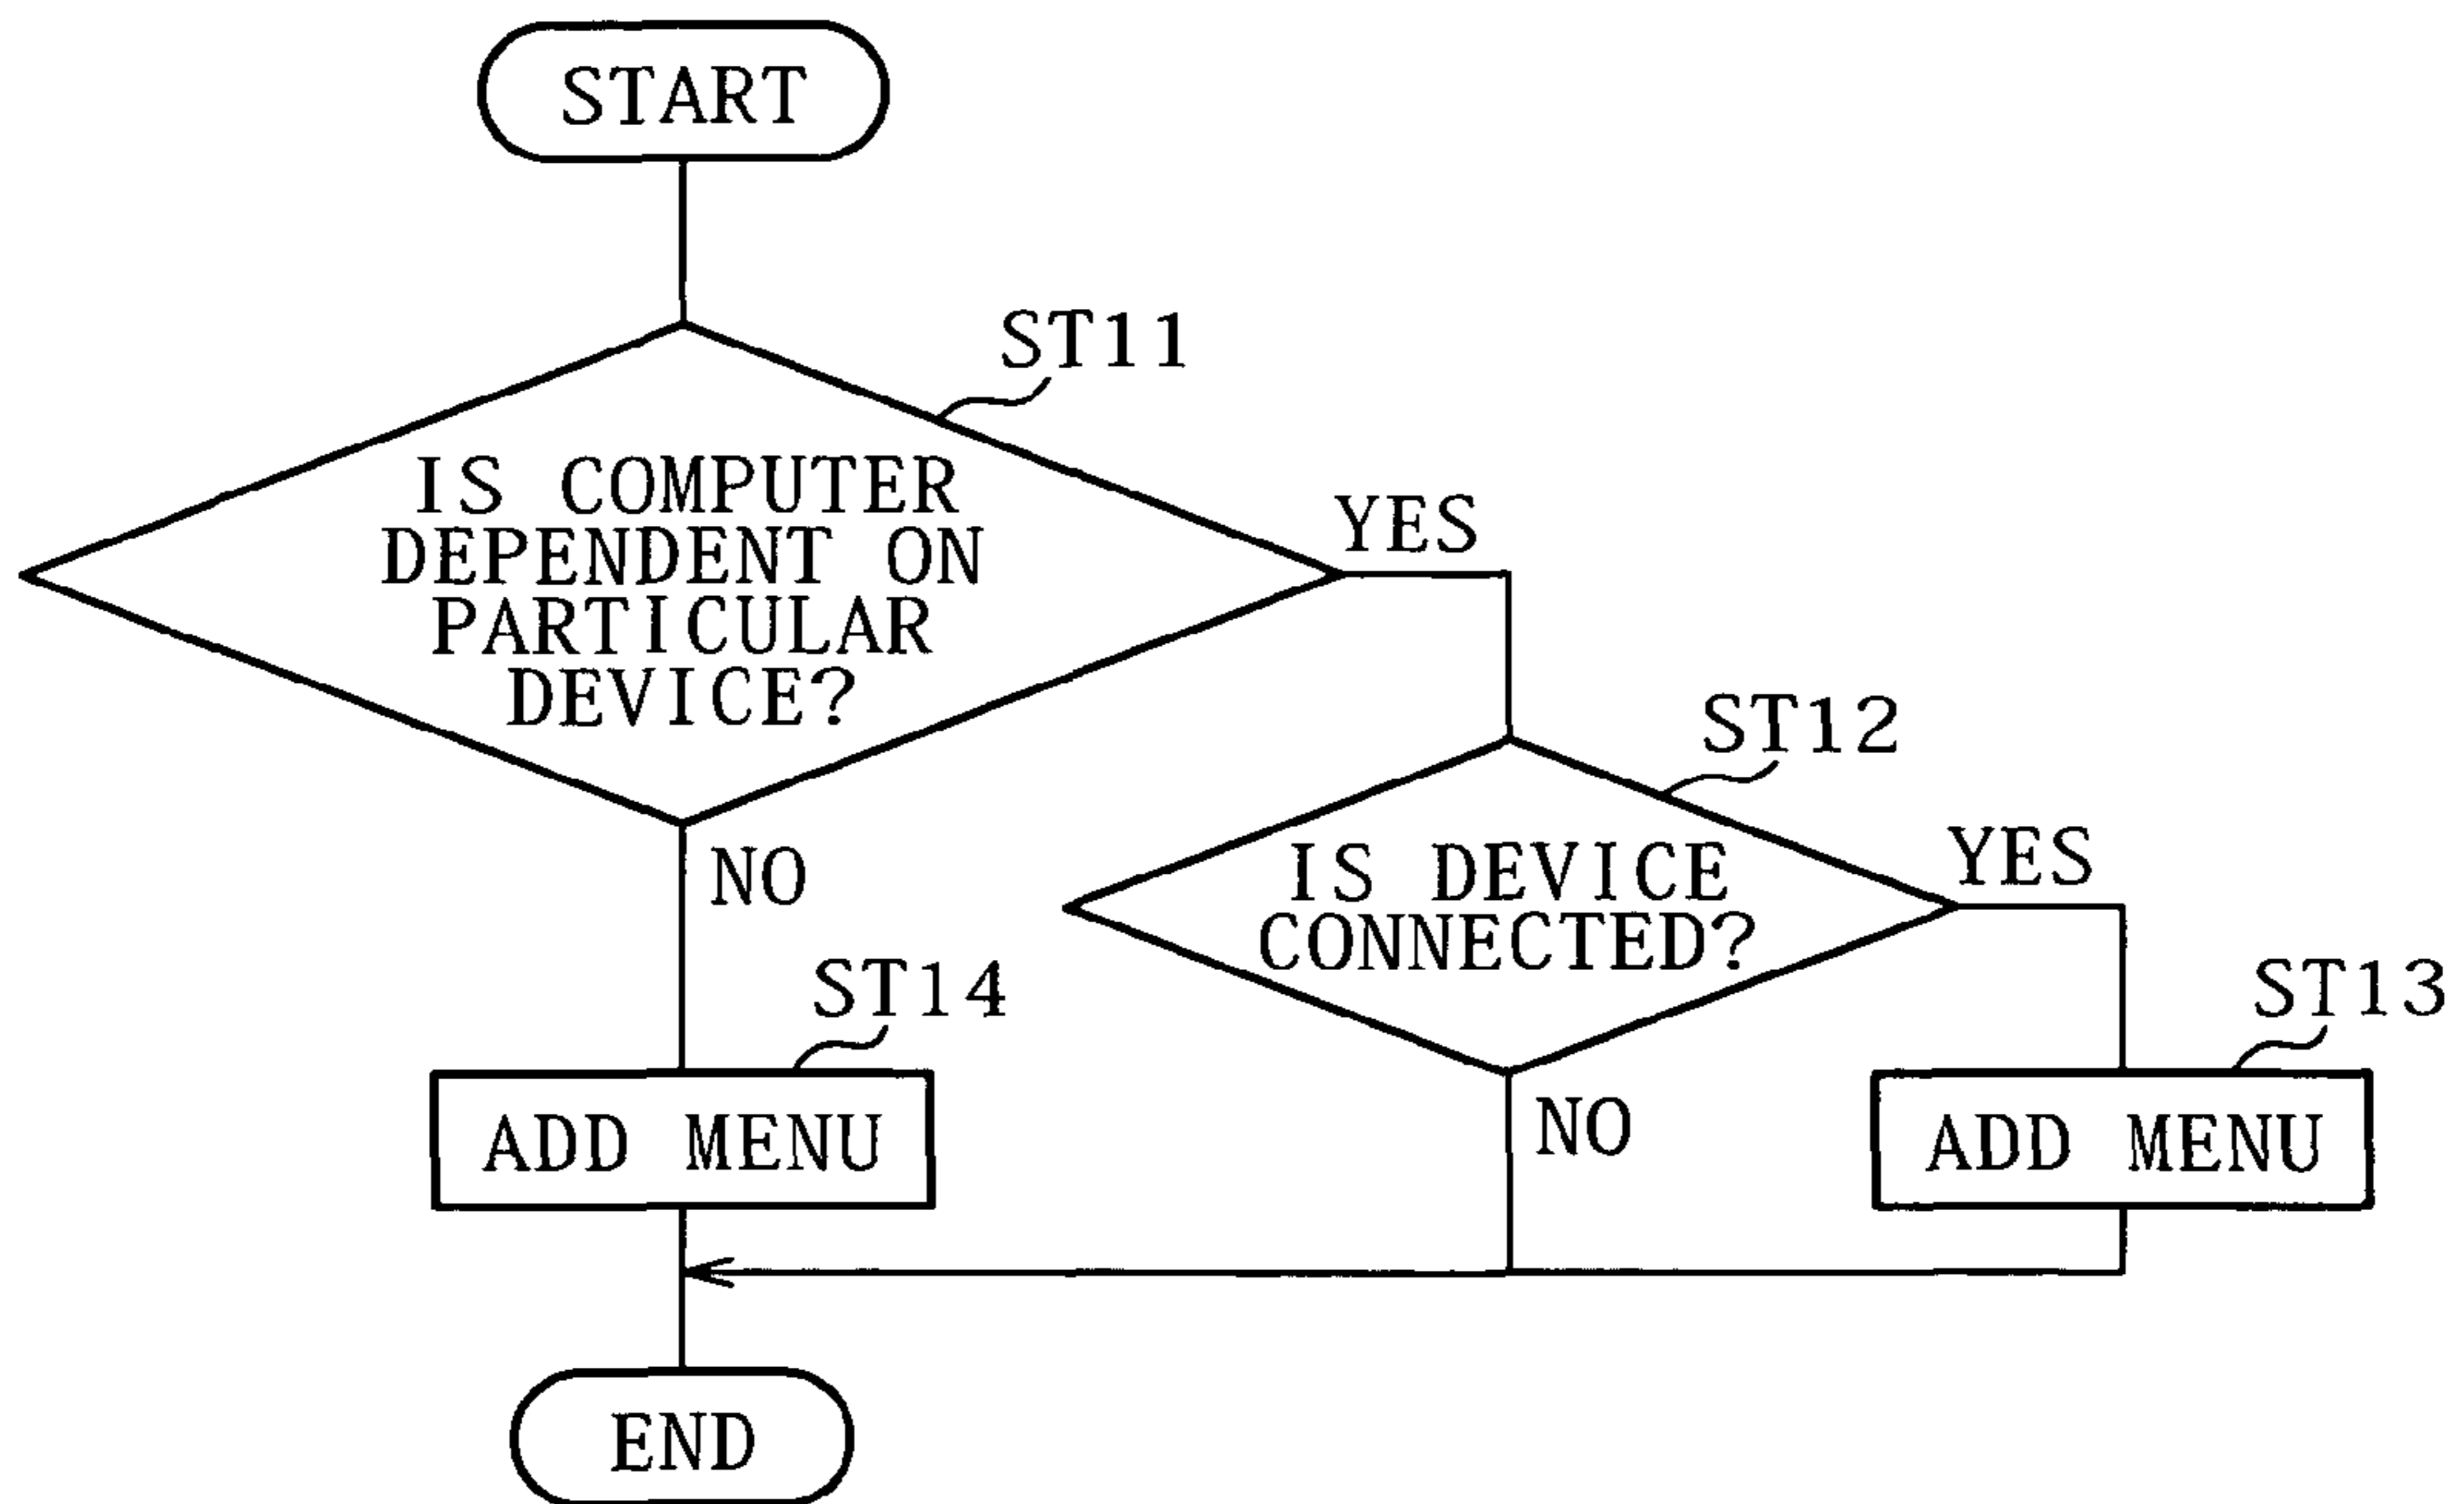 START
ST11
IS COMPUTER
DEPENDENT ON
PARTICULAR
DEVICE?
YES
NO
ST12
IS DEVICE
CONNECTED?
YES
NO
ST14
ADD MENU
ST13
ADD MENU
END